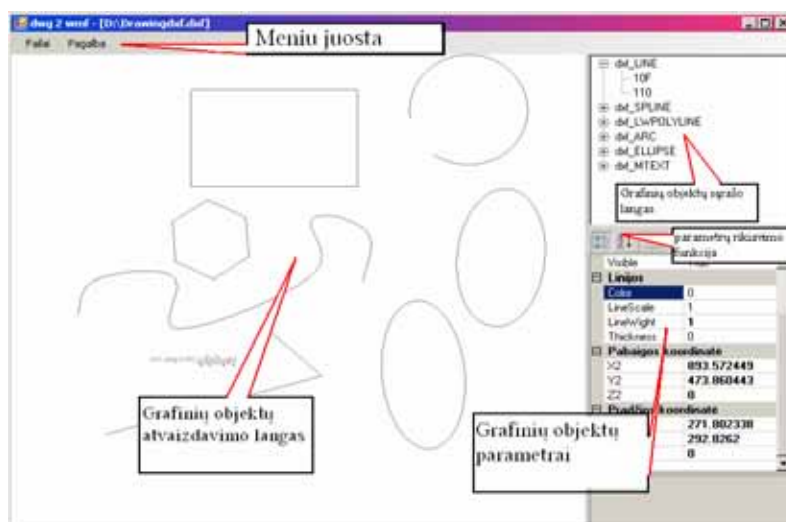 dwg 2 wmf - [D:\Drawingdxf.dxf]
Failai Pagalba
Meniu juosta
dxf_LINE
10F
110
dxf_SPLINE
dxf_LWPOLYLINE
dxf_ARC
dxf_ELLIPSE
dxf_MTEXT
Grafinių objektų sąrašo
langas
parametrų rikiavimo
funkcija
Visible
Linijos
Color 0
LineScale 1
LineWight 1
Thickness 0
Pabaigos koordinatė
X2 893.572449
Y2 473.860443
Z2 0
Pradžios koordinatė
271.802338
292.8262
0
Grafinių objektų
atvaizdavimo langas
Grafinių objektų
parametrai